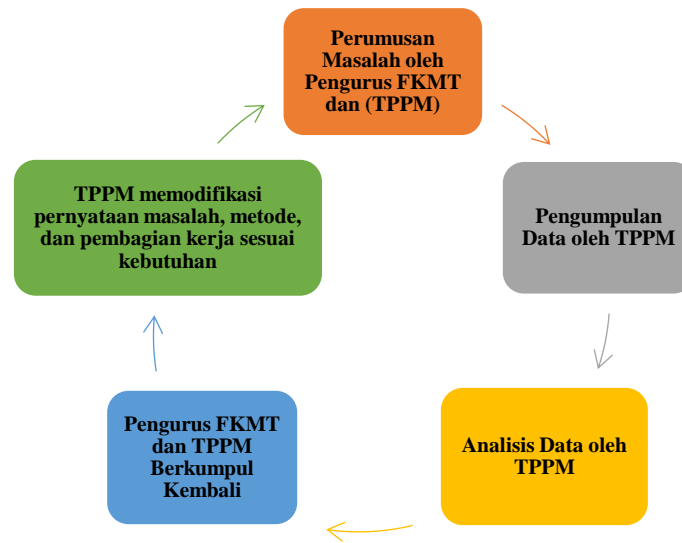 Perumusan
Masalah oleh
Pengurus FKMT
dan (TPPM)
Pengumpulan
Data oleh TPPM
Analisis Data oleh
TPPM
Pengurus FKMT
dan TPPM
Berkumpul
Kembali
TPPM memodifikasi
pernyataan masalah, metode,
dan pembagian kerja sesuai
kebutuhan